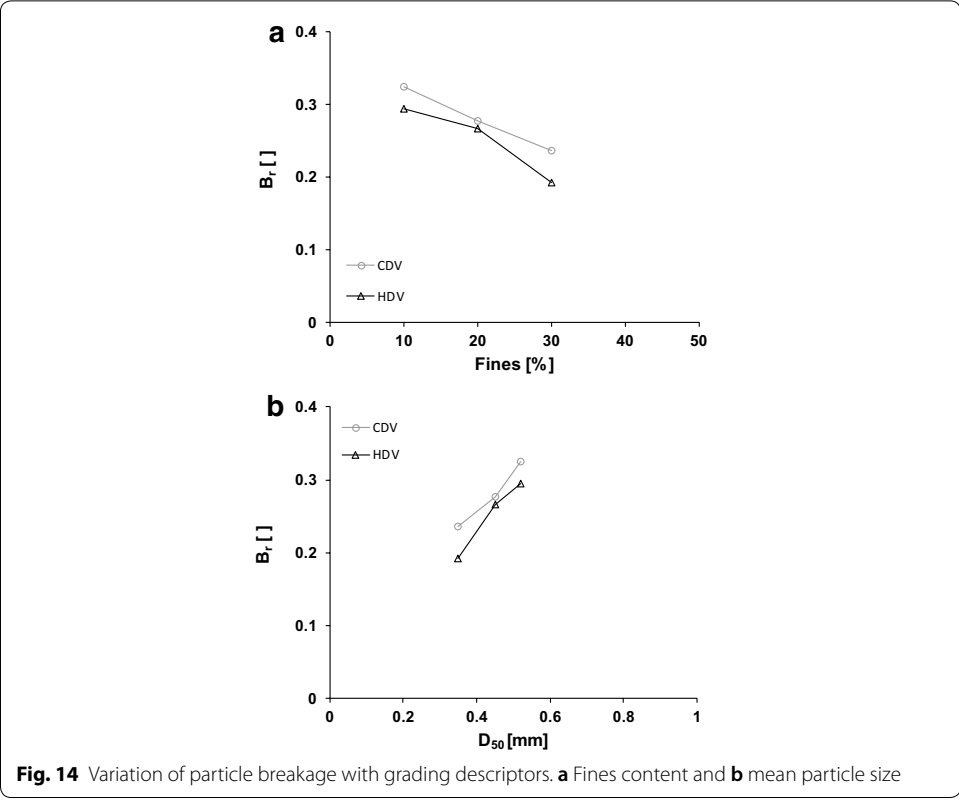 a
0.4
0.3
0.2
0.1
0
Br [ ]
CDV
HDV
0 10 20 30 40 50
Fines [%]
b
0.4
0.3
0.2
0.1
0
Br [ ]
CDV
HDV
0 0.2 0.4 0.6 0.8 1
D50 [mm]
Fig. 14 Variation of particle breakage with grading descriptors. a Fines content and b mean particle size